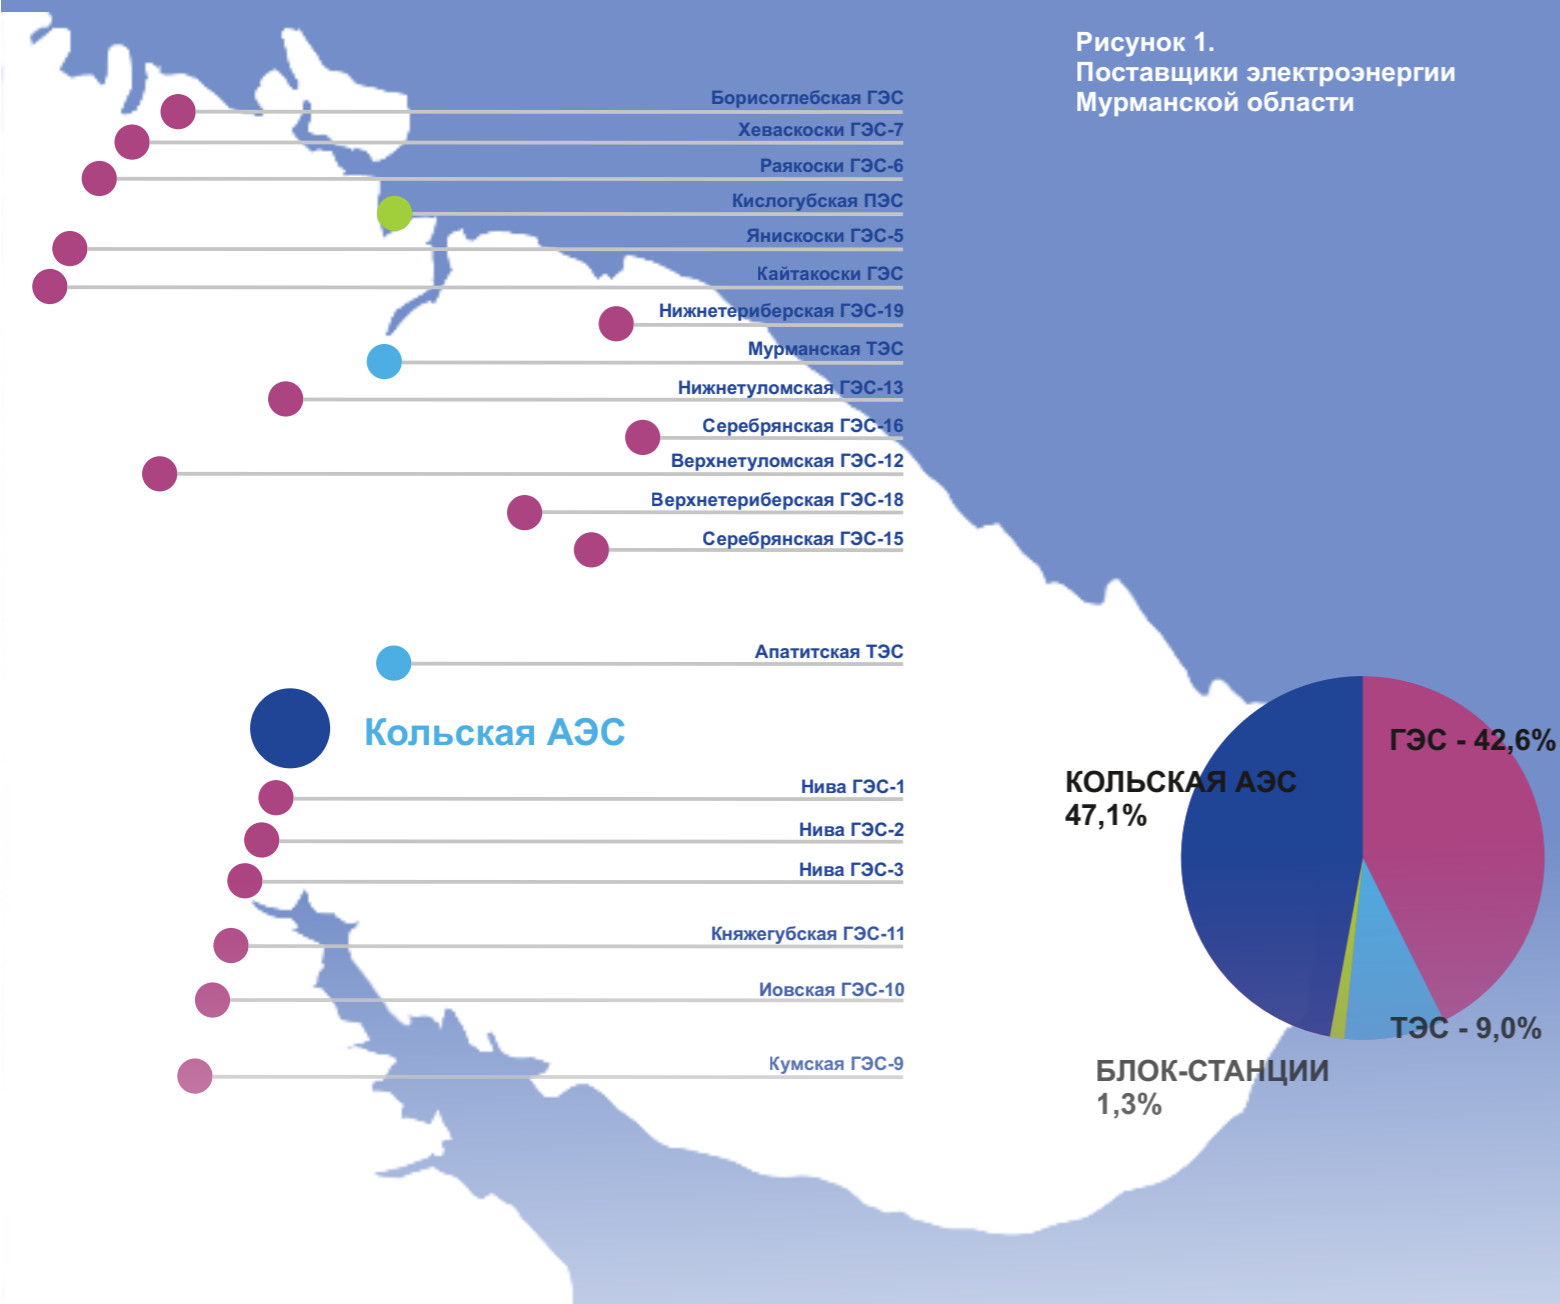 Рисунок 1.
Поставщики электроэнергии
Мурманской области
Борисоглебская ГЭС
Хеваскоски ГЭС-7
Раякоски ГЭС-6
Кислогубская ПЭС
Янискоски ГЭС-5
Кайтакоски ГЭС
Нижнетериберская ГЭС-19
Мурманская ТЭС
Нижнетуломская ГЭС-13
Серебрянская ГЭС-16
Верхнетуломская ГЭС-12
Верхнетериберская ГЭС-18
Серебрянская ГЭС-15
Апатитская ТЭС
Кольская АЭС
Нива ГЭС-1
Нива ГЭС-2
Нива ГЭС-3
Княжегубская ГЭС-11
Иовская ГЭС-10
Кумская ГЭС-9
ГЭС - 42,6%
КОЛЬСКАЯ АЭС
47,1%
ТЭС - 9,0%
БЛОК-СТАНЦИИ
1,3%